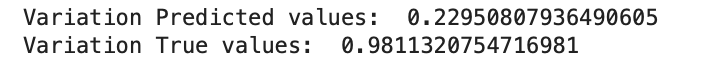 Variation Predicted values:  0.22950807936490605
Variation True values:  0.9811320754716981